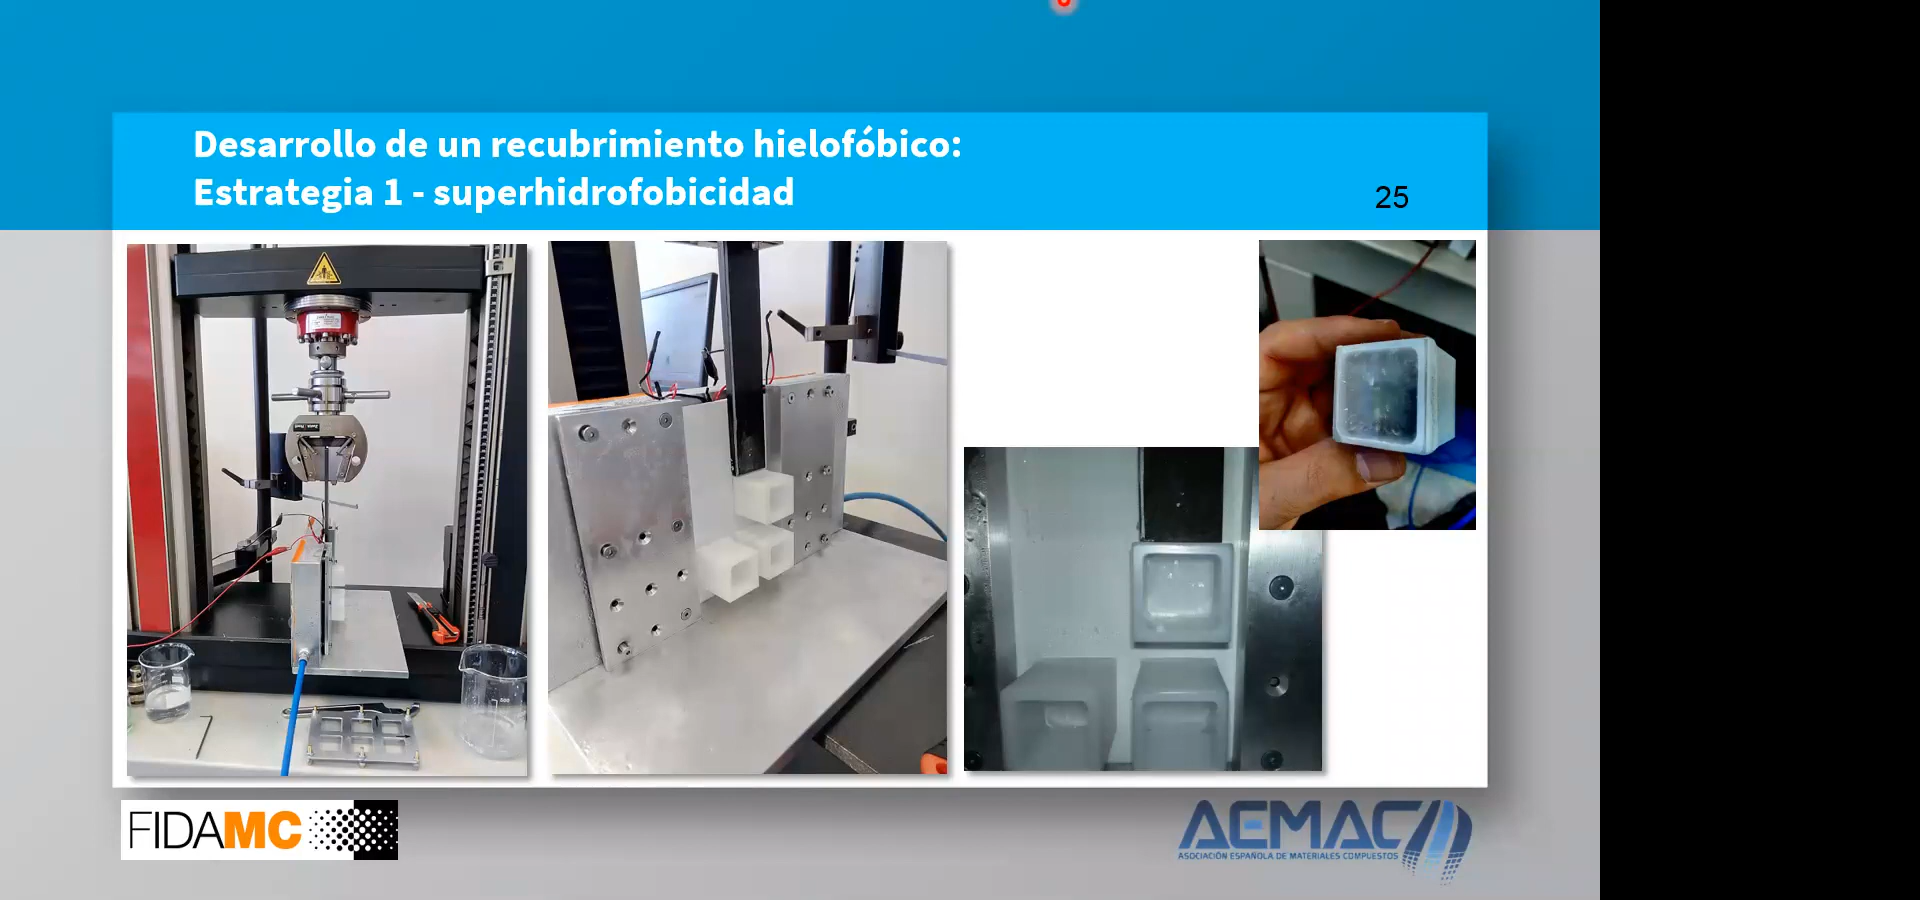 Desarrollo de un recubrimiento hielofóbico:
Estrategia 1 - superhidrofobicidad
25
FIDAMC
AEMAC
ASOCIACIÓN ESPAÑOLA DE MATERIALES COMPUESTOS